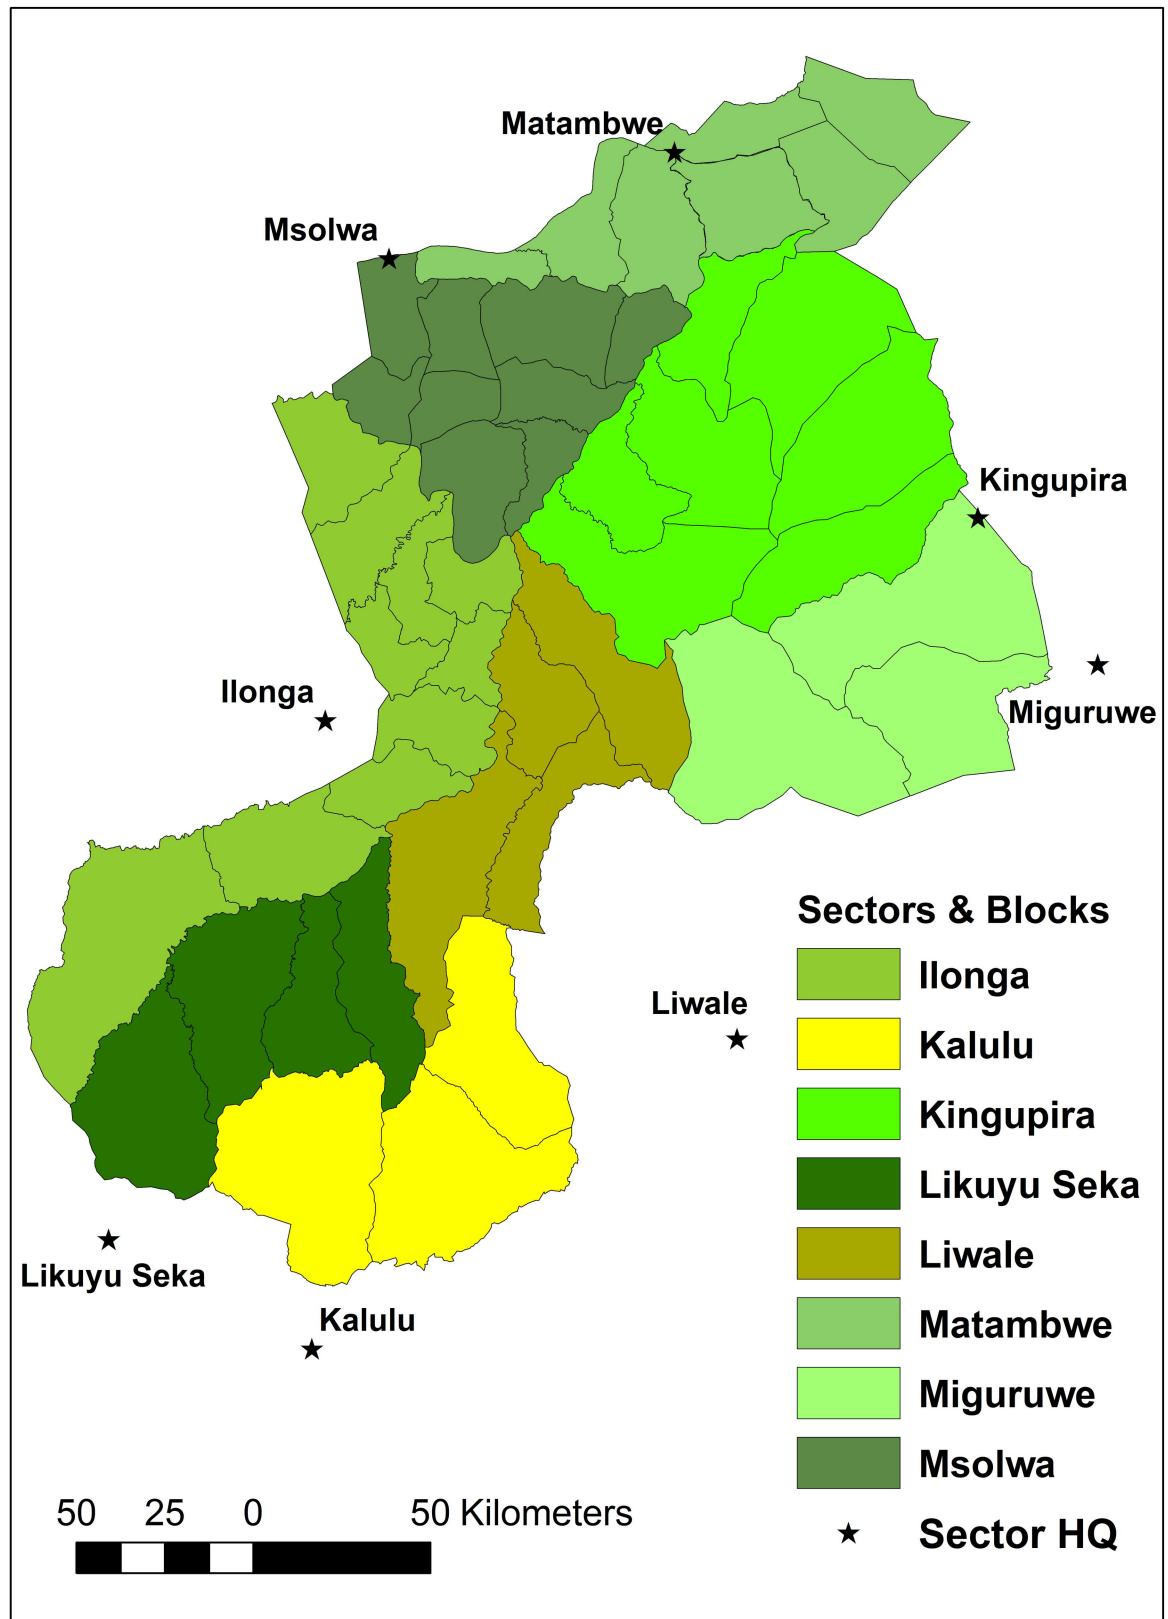 Matambwe
Msolwa
Kingupira
Ilonga
Miguruwe
Sectors & Blocks
Ilonga
Kalulu
Kingupira
Likuyu Seka
Liwale
Matambwe
Miguruwe
Msolwa
Sector HQ
Liwale
Likuyu Seka
Kalulu
50 25 0 50 Kilometers